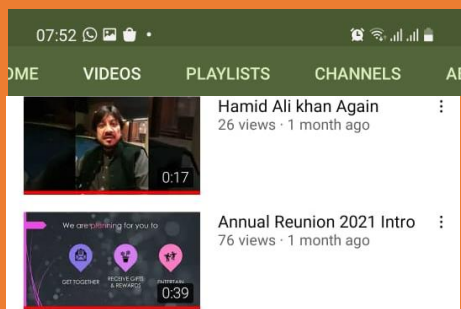 07:52
OME VIDEOS PLAYLISTS CHANNELS AB
Hamid Ali khan Again
26 views · 1 month ago
0:17
We are planning for you to
GET TOGETHER
RECEIVE GIFTS
& REWARDS
ENTERTAIN
0:39
Annual Reunion 2021 Intro
76 views · 1 month ago